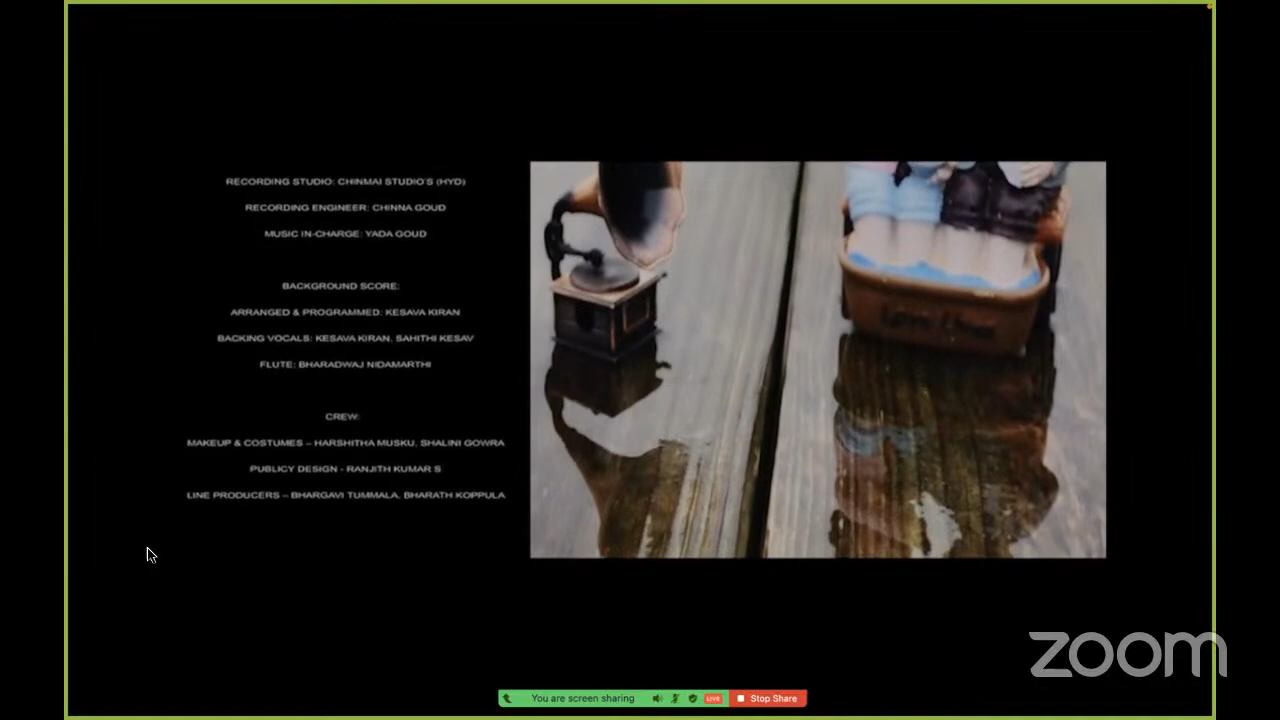 RECORDING STUDIO: CHINMAI STUDIO'S (HYD)
RECORDING ENGINEER: CHINNA GOUD
MUSIC IN-CHARGE: YADA GOUD
BACKGROUND SCORE:
ARRANGED & PROGRAMMED: KESAVA KIRAN
BACKING VOCALS: KESAVA KIRAN, SAHITHI KESAV
FLUTE: BHARADWAJ NIDAMARTHI
CREW:
MAKEUP & COSTUMES – HARSHITHA MUSKU, SHALINI GOWRA
PUBLICY DESIGN - RANJITH KUMAR S
LINE PRODUCERS – BHARGAVI TUMMALA, BHARATH KOPPULA
zoom
You are screen sharing
LIVE
Stop Share